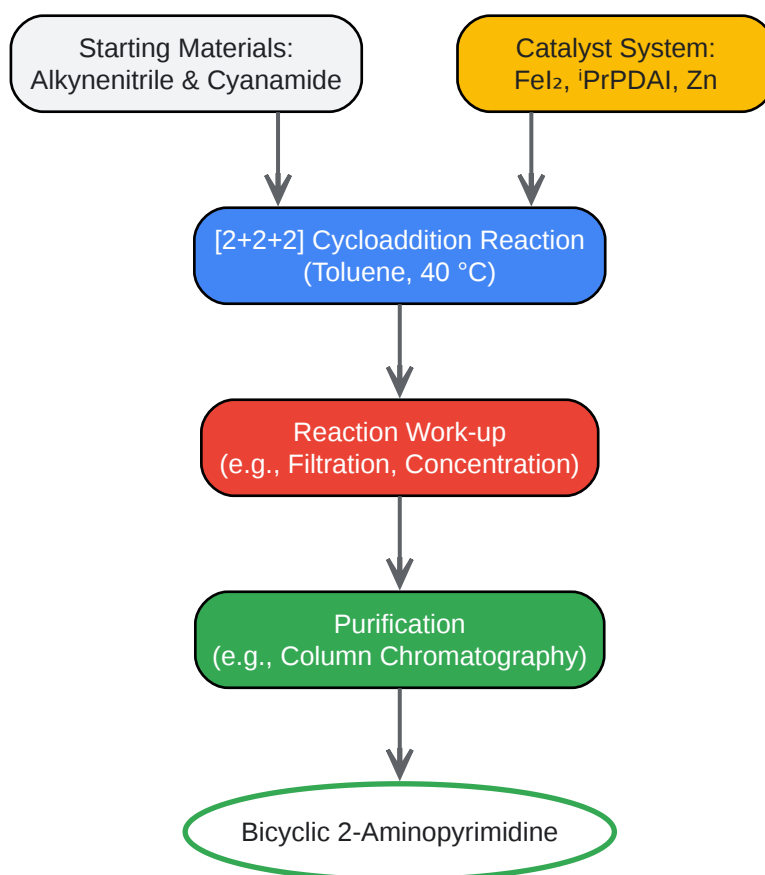 Starting Materials:
Alkynenitrile & Cyanamide
Catalyst System:
FeI₂, ⁱPrPDAI, Zn
[2+2+2] Cycloaddition Reaction
(Toluene, 40 °C)
Reaction Work-up
(e.g., Filtration, Concentration)
Purification
(e.g., Column Chromatography)
Bicyclic 2-Aminopyrimidine